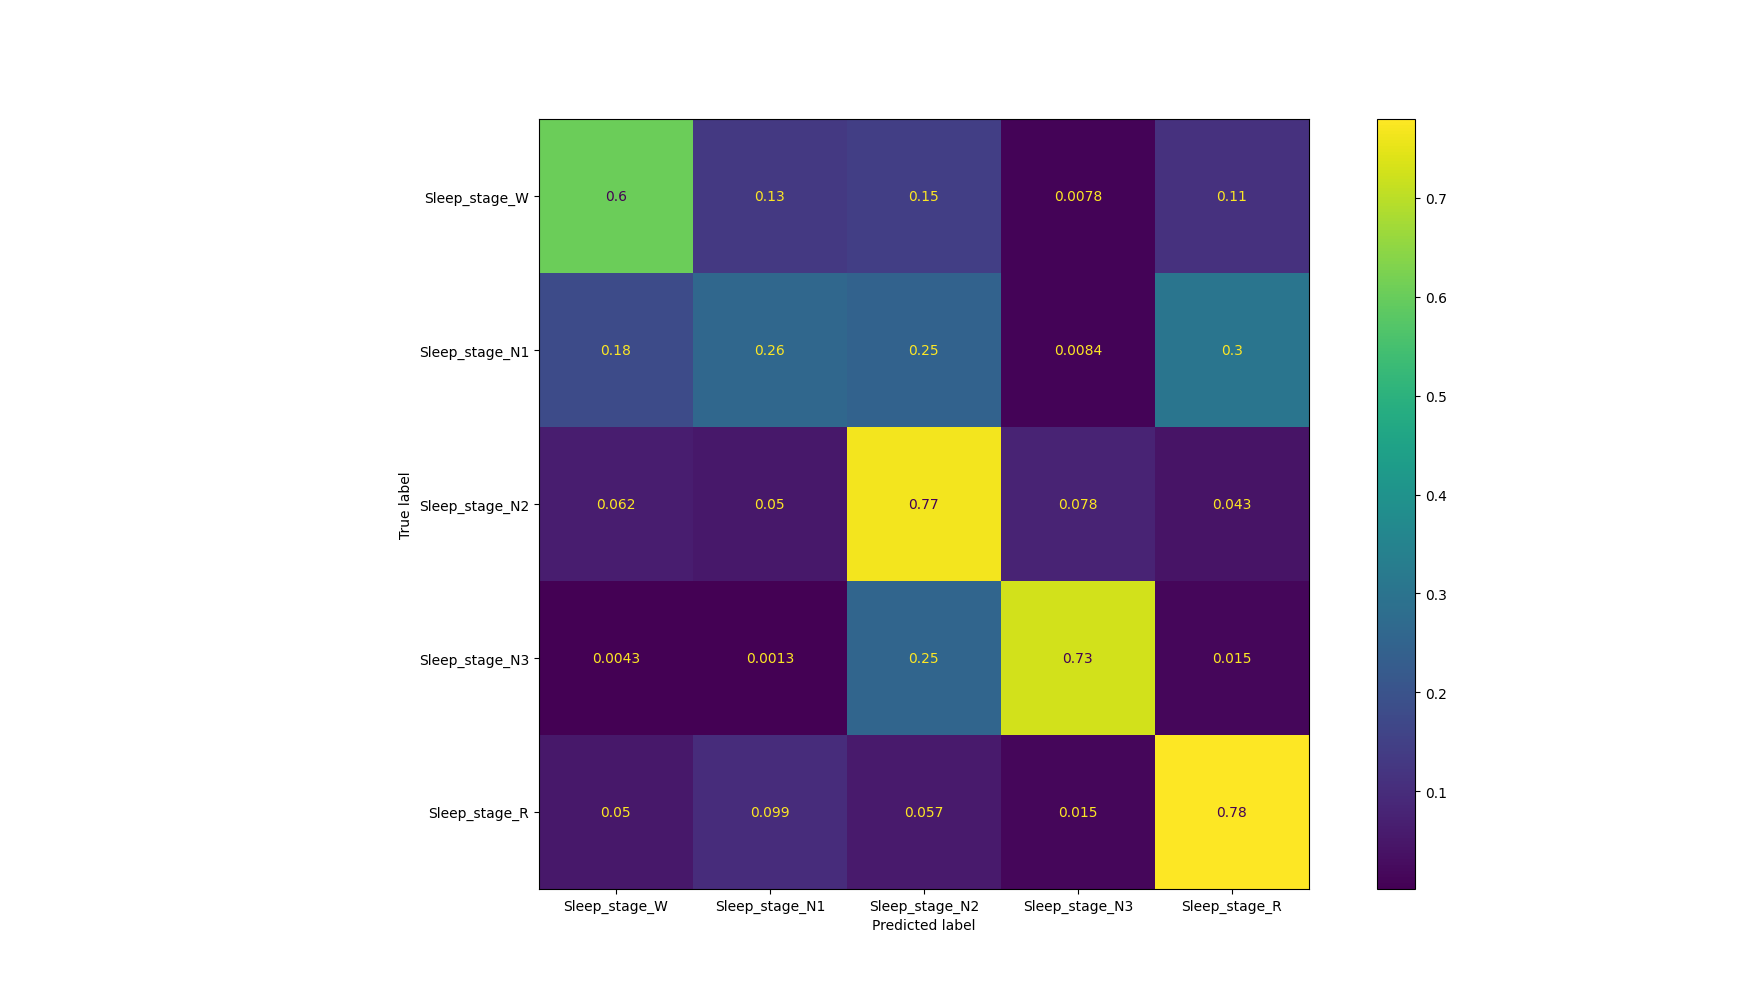 Sleep_stage_W 0.6 0.13 0.15 0.0078 0.11
Sleep_stage_N1 0.18 0.26 0.25 0.0084 0.3
Sleep_stage_N2 0.062 0.05 0.77 0.078 0.043
Sleep_stage_N3 0.0043 0.0013 0.25 0.73 0.015
Sleep_stage_R 0.05 0.099 0.057 0.015 0.78
True label
Sleep_stage_W Sleep_stage_N1 Sleep_stage_N2 Sleep_stage_N3 Sleep_stage_R
Predicted label
0.7
0.6
0.5
0.4
0.3
0.2
0.1